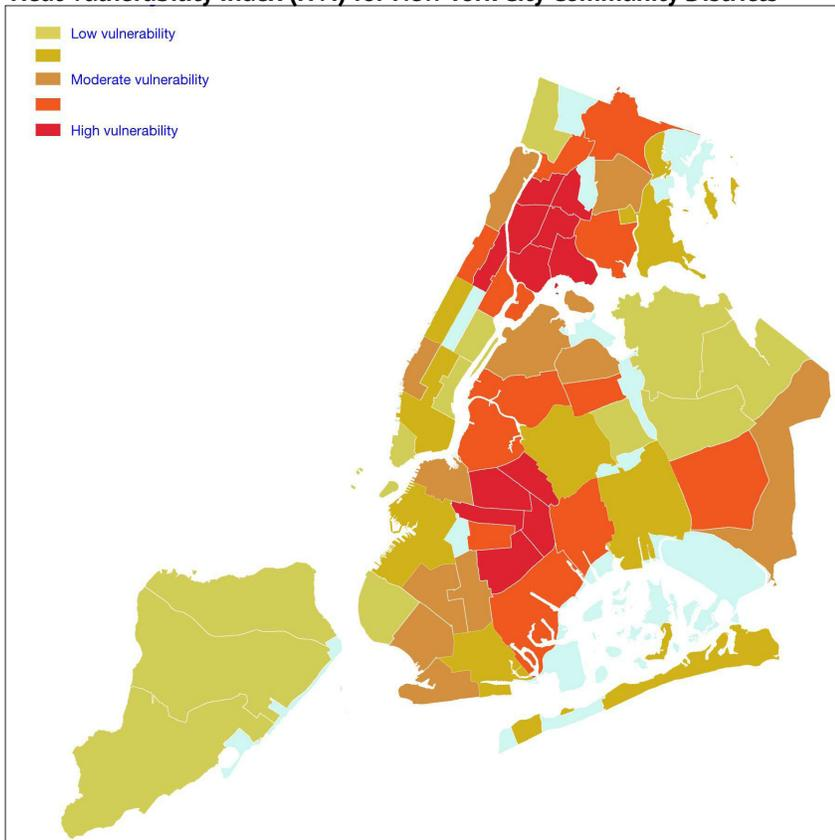 Heat Vulnerability Index (HVI) for New York City Community Districts
Low vulnerability
Moderate vulnerability
High vulnerability